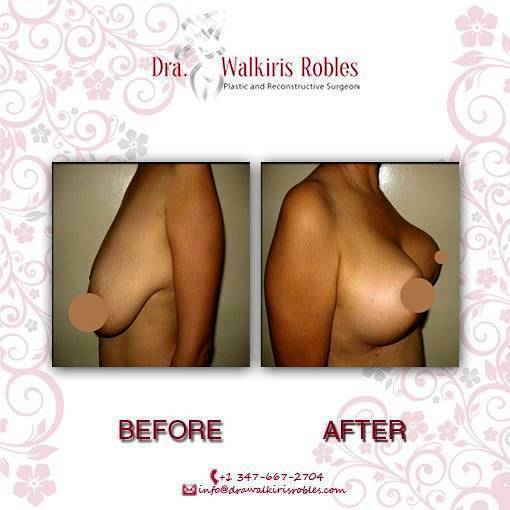 Dra. Walkiris Robles
Plastic and Reconstructive Surgeon
BEFORE AFTER
+1 347-667-2704
info@drawalkirisrobles.com